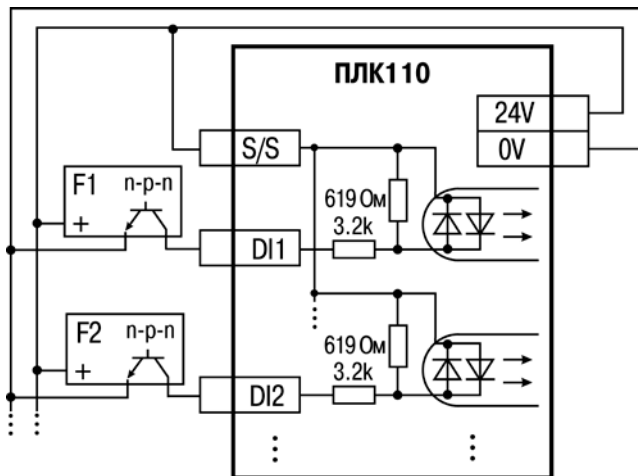 ПЛК110
24V
0V
S/S
F1 n-p-n
+
619 Ом
3.2k
DI1
F2 n-p-n
+
619 Ом
3.2k
DI2